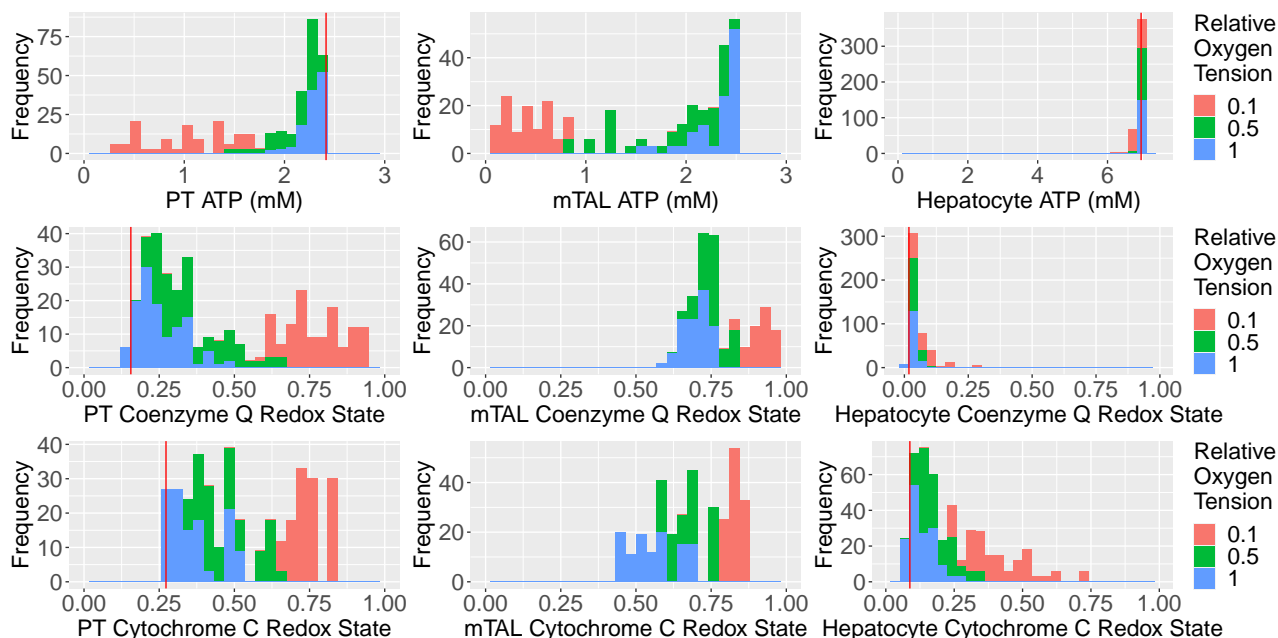 Frequency
75
50
25
0
0 1 2 3
PT ATP (mM)
Frequency
40
20
0
0 1 2 3
mTAL ATP (mM)
Frequency
300
200
100
0
0 2 4 6
Hepatocyte ATP (mM)
Relative
Oxygen
Tension
0.1
0.5
1
Frequency
40
30
20
10
0
0.00 0.25 0.50 0.75 1.00
PT Coenzyme Q Redox State
Frequency
60
40
20
0
0.00 0.25 0.50 0.75 1.00
mTAL Coenzyme Q Redox State
Frequency
300
200
100
0
0.00 0.25 0.50 0.75 1.00
Hepatocyte Coenzyme Q Redox State
Relative
Oxygen
Tension
0.1
0.5
1
Frequency
40
30
20
10
0
0.00 0.25 0.50 0.75 1.00
PT Cytochrome C Redox State
Frequency
40
20
0
0.00 0.25 0.50 0.75 1.00
mTAL Cytochrome C Redox State
Frequency
60
40
20
0
0.00 0.25 0.50 0.75 1.00
Hepatocyte Cytochrome C Redox State
Relative
Oxygen
Tension
0.1
0.5
1